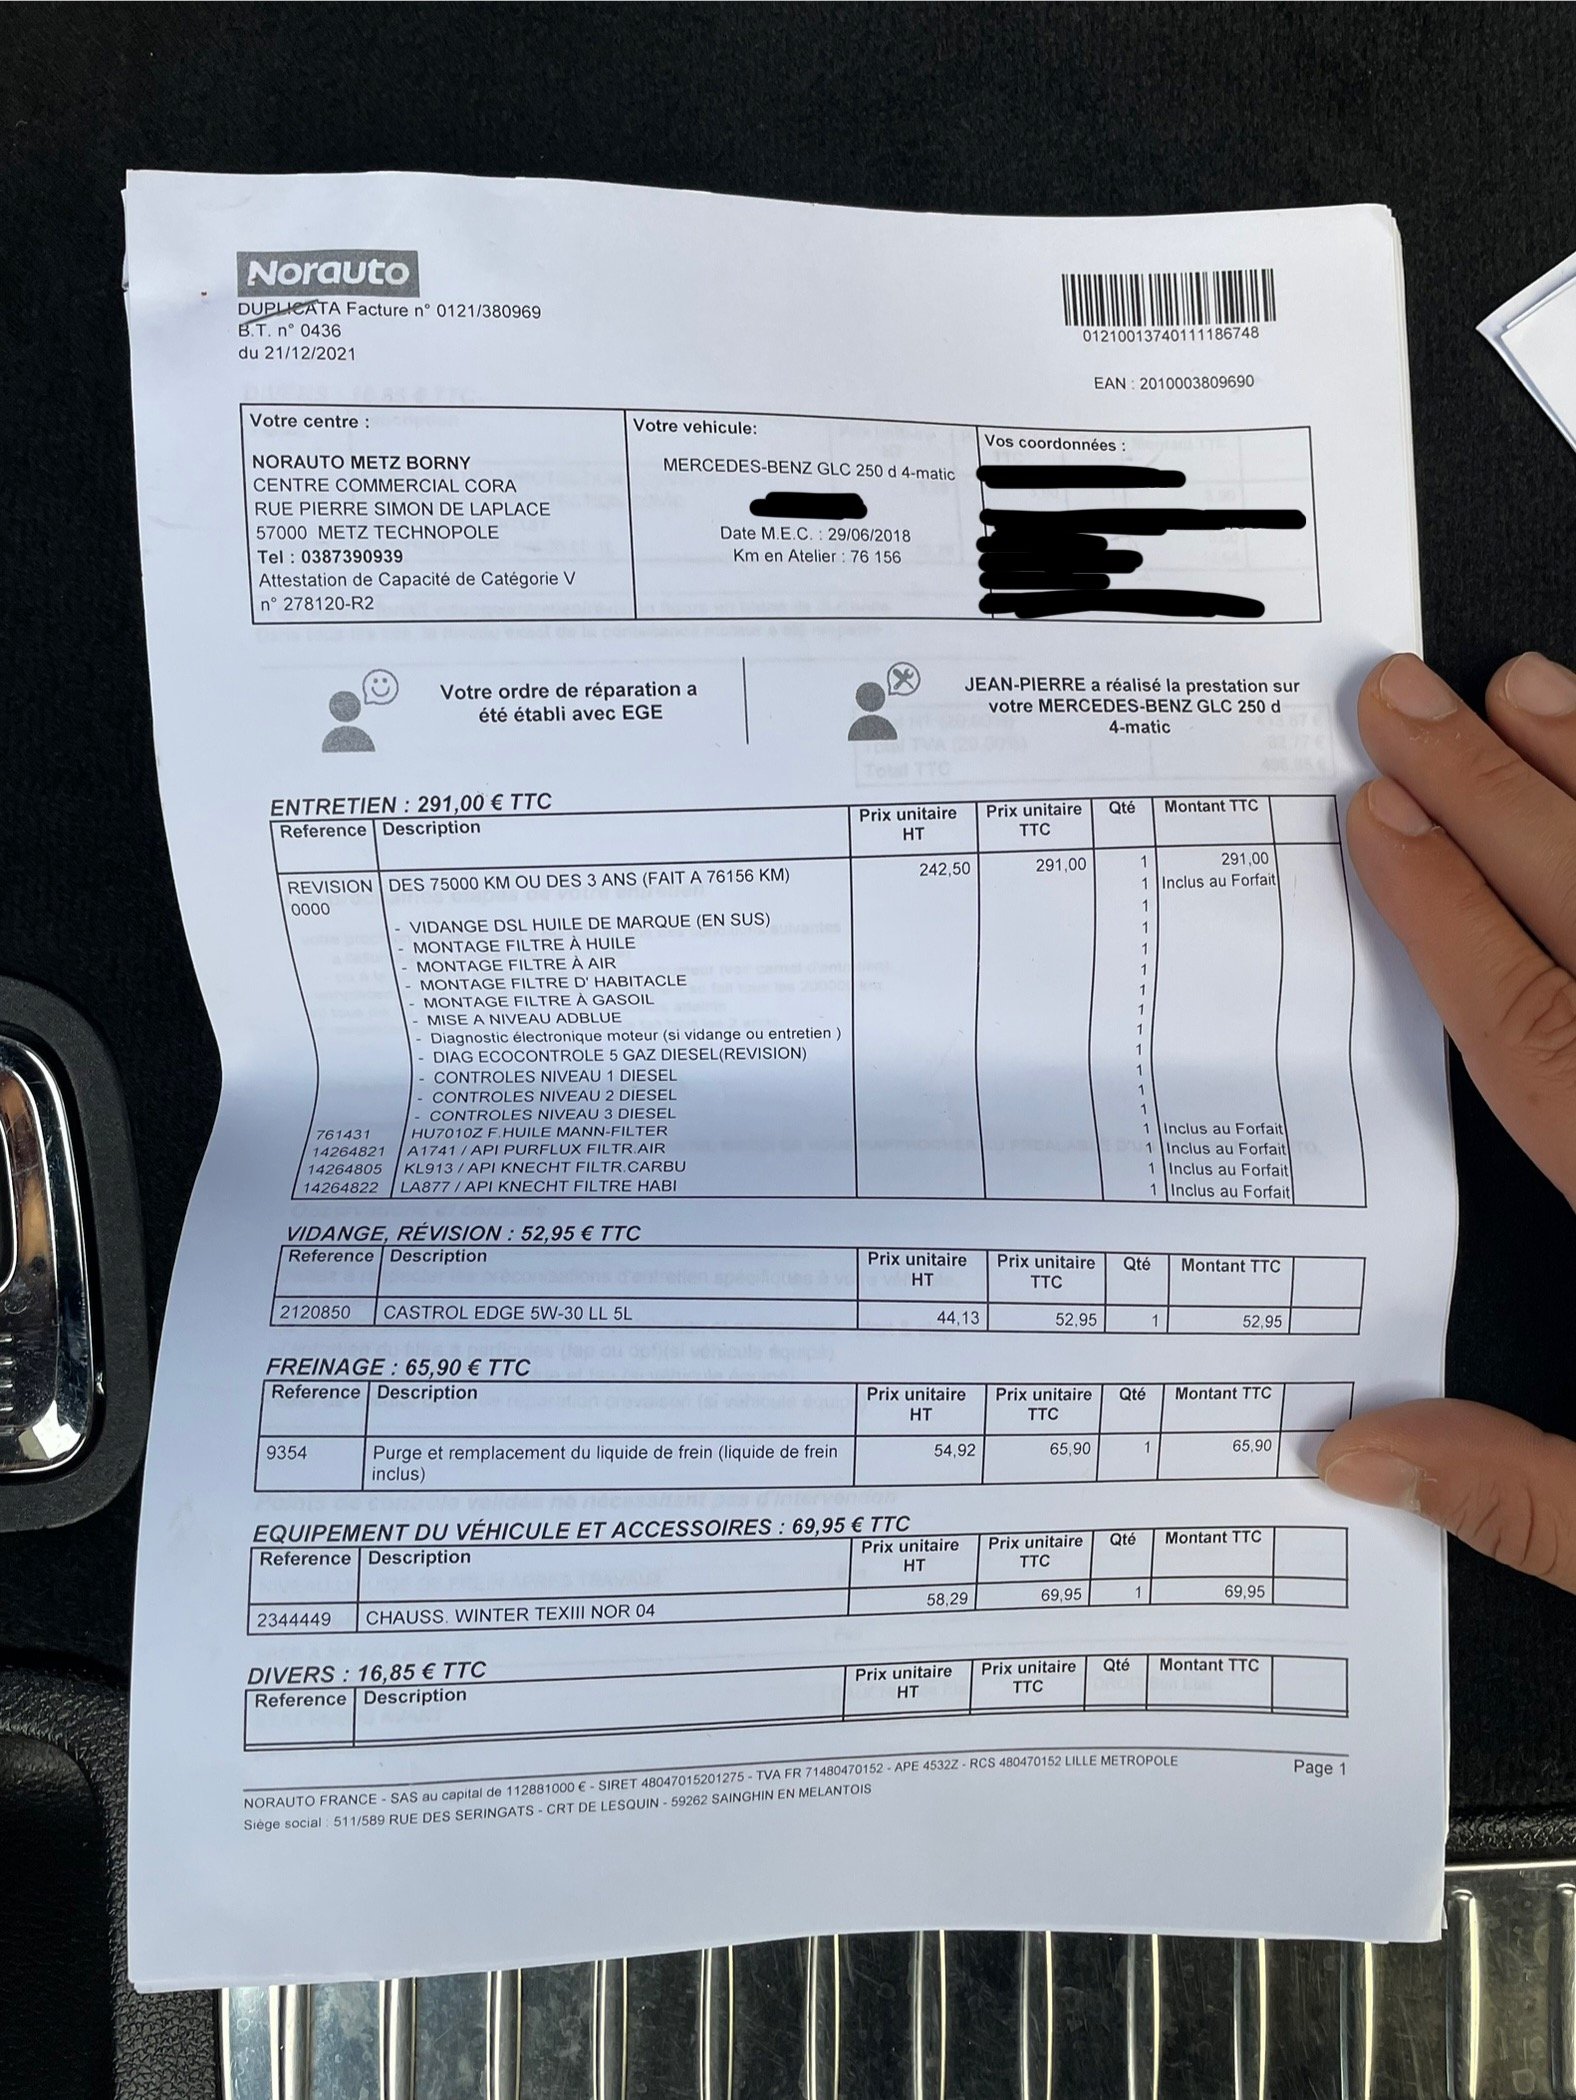 Norauto
DUPLICATA Facture n° 0121/380969
B.T. n° 0436
du 21/12/2021
01210013740111186748
EAN : 2010003809690
Votre centre :
NORAUTO METZ BORNY
CENTRE COMMERCIAL CORA
RUE PIERRE SIMON DE LAPLACE
57000 METZ TECHNOPOLE
Tel : 0387390939
Attestation de Capacité de Catégorie V
n° 278120-R2
Votre vehicule:
MERCEDES-BENZ GLC 250 d 4-matic
Date M.E.C. : 29/06/2018
Km en Atelier : 76 156
Vos coordonnées :
Votre ordre de réparation a
été établi avec EGE
JEAN-PIERRE a réalisé la prestation sur
votre MERCEDES-BENZ GLC 250 d
4-matic
ENTRETIEN : 291,00 € TTC
Reference Description Prix unitaire HT Prix unitaire TTC Qté Montant TTC
REVISION DES 75000 KM OU DES 3 ANS (FAIT A 76156 KM) 242,50 291,00 1 291,00
0000 1 Inclus au Forfait
- VIDANGE DSL HUILE DE MARQUE (EN SUS) 1
- MONTAGE FILTRE À HUILE 1
- MONTAGE FILTRE À AIR 1
- MONTAGE FILTRE D' HABITACLE 1
- MONTAGE FILTRE À GASOIL 1
- MISE A NIVEAU ADBLUE 1
- Diagnostic électronique moteur (si vidange ou entretien ) 1
- DIAG ECOCONTROLE 5 GAZ DIESEL(REVISION) 1
- CONTROLES NIVEAU 1 DIESEL 1
- CONTROLES NIVEAU 2 DIESEL 1
- CONTROLES NIVEAU 3 DIESEL 1
761431 HU7010Z F.HUILE MANN-FILTER 1 Inclus au Forfait
14264821 A1741 / API PURFLUX FILTR.AIR 1 Inclus au Forfait
14264805 KL913 / API KNECHT FILTR.CARBU 1 Inclus au Forfait
14264822 LA877 / API KNECHT FILTRE HABI 1 Inclus au Forfait
VIDANGE, RÉVISION : 52,95 € TTC
Reference Description Prix unitaire HT Prix unitaire TTC Qté Montant TTC
2120850 CASTROL EDGE 5W-30 LL 5L 44,13 52,95 1 52,95
FREINAGE : 65,90 € TTC
Reference Description Prix unitaire HT Prix unitaire TTC Qté Montant TTC
9354 Purge et remplacement du liquide de frein (liquide de frein 54,92 65,90 1 65,90
inclus)
EQUIPEMENT DU VÉHICULE ET ACCESSOIRES : 69,95 € TTC
Reference Description Prix unitaire HT Prix unitaire TTC Qté Montant TTC
2344449 CHAUSS. WINTER TEXIII NOR 04 58,29 69,95 1 69,95
DIVERS : 16,85 € TTC
Reference Description Prix unitaire HT Prix unitaire TTC Qté Montant TTC
NORAUTO FRANCE - SAS au capital de 112881000 € - SIRET 48047015201275 - TVA FR 71480470152 - APE 4532Z - RCS 480470152 LILLE METROPOLE
Siège social : 511/589 RUE DES SERINGATS - CRT DE LESQUIN - 59262 SAINGHIN EN MELANTOIS
Page 1